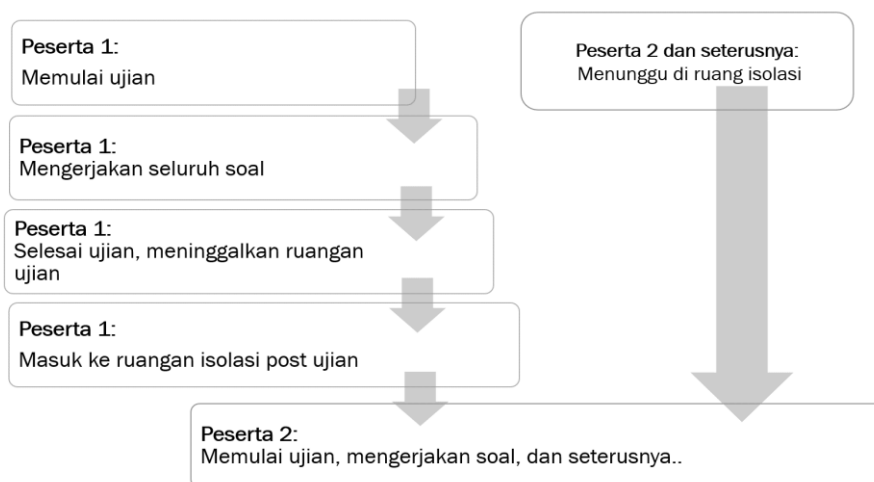 Peserta 1:
Memulai ujian
Peserta 2 dan seterusnya:
Menunggu di ruang isolasi
Peserta 1:
Mengerjakan seluruh soal
Peserta 1:
Selesai ujian, meninggalkan ruangan
ujian
Peserta 1:
Masuk ke ruangan isolasi post ujian
Peserta 2:
Memulai ujian, mengerjakan soal, dan seterusnya..